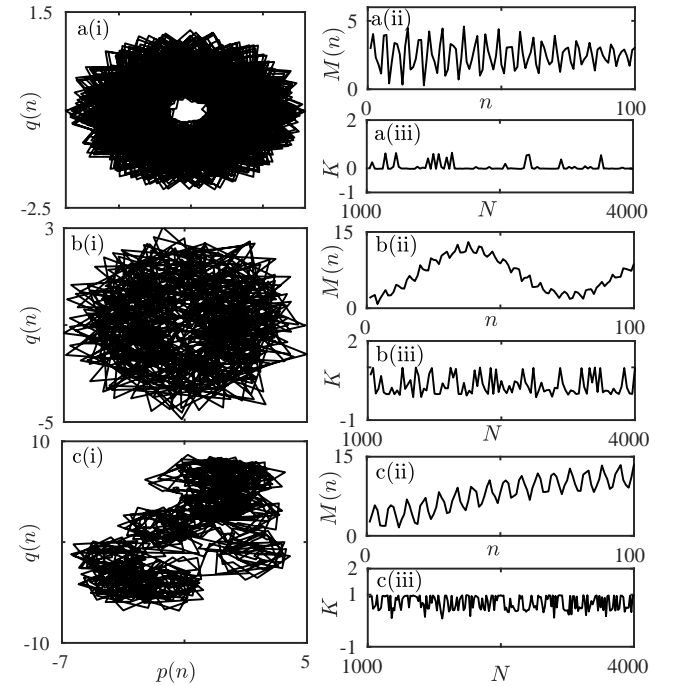 1.5
a(i)
q(n)
-2.5
5
a(ii)
M(n)
0
0
n
100
2
a(iii)
K
0
-1
1000
N
4000
3
b(i)
q(n)
-5
15
b(ii)
M(n)
0
0
n
100
2
b(iii)
K
-1
1000
N
4000
10
c(i)
q(n)
-10
-7
p(n)
5
15
c(ii)
M(n)
0
0
n
100
2
c(iii)
K
1
-1
1000
N
4000